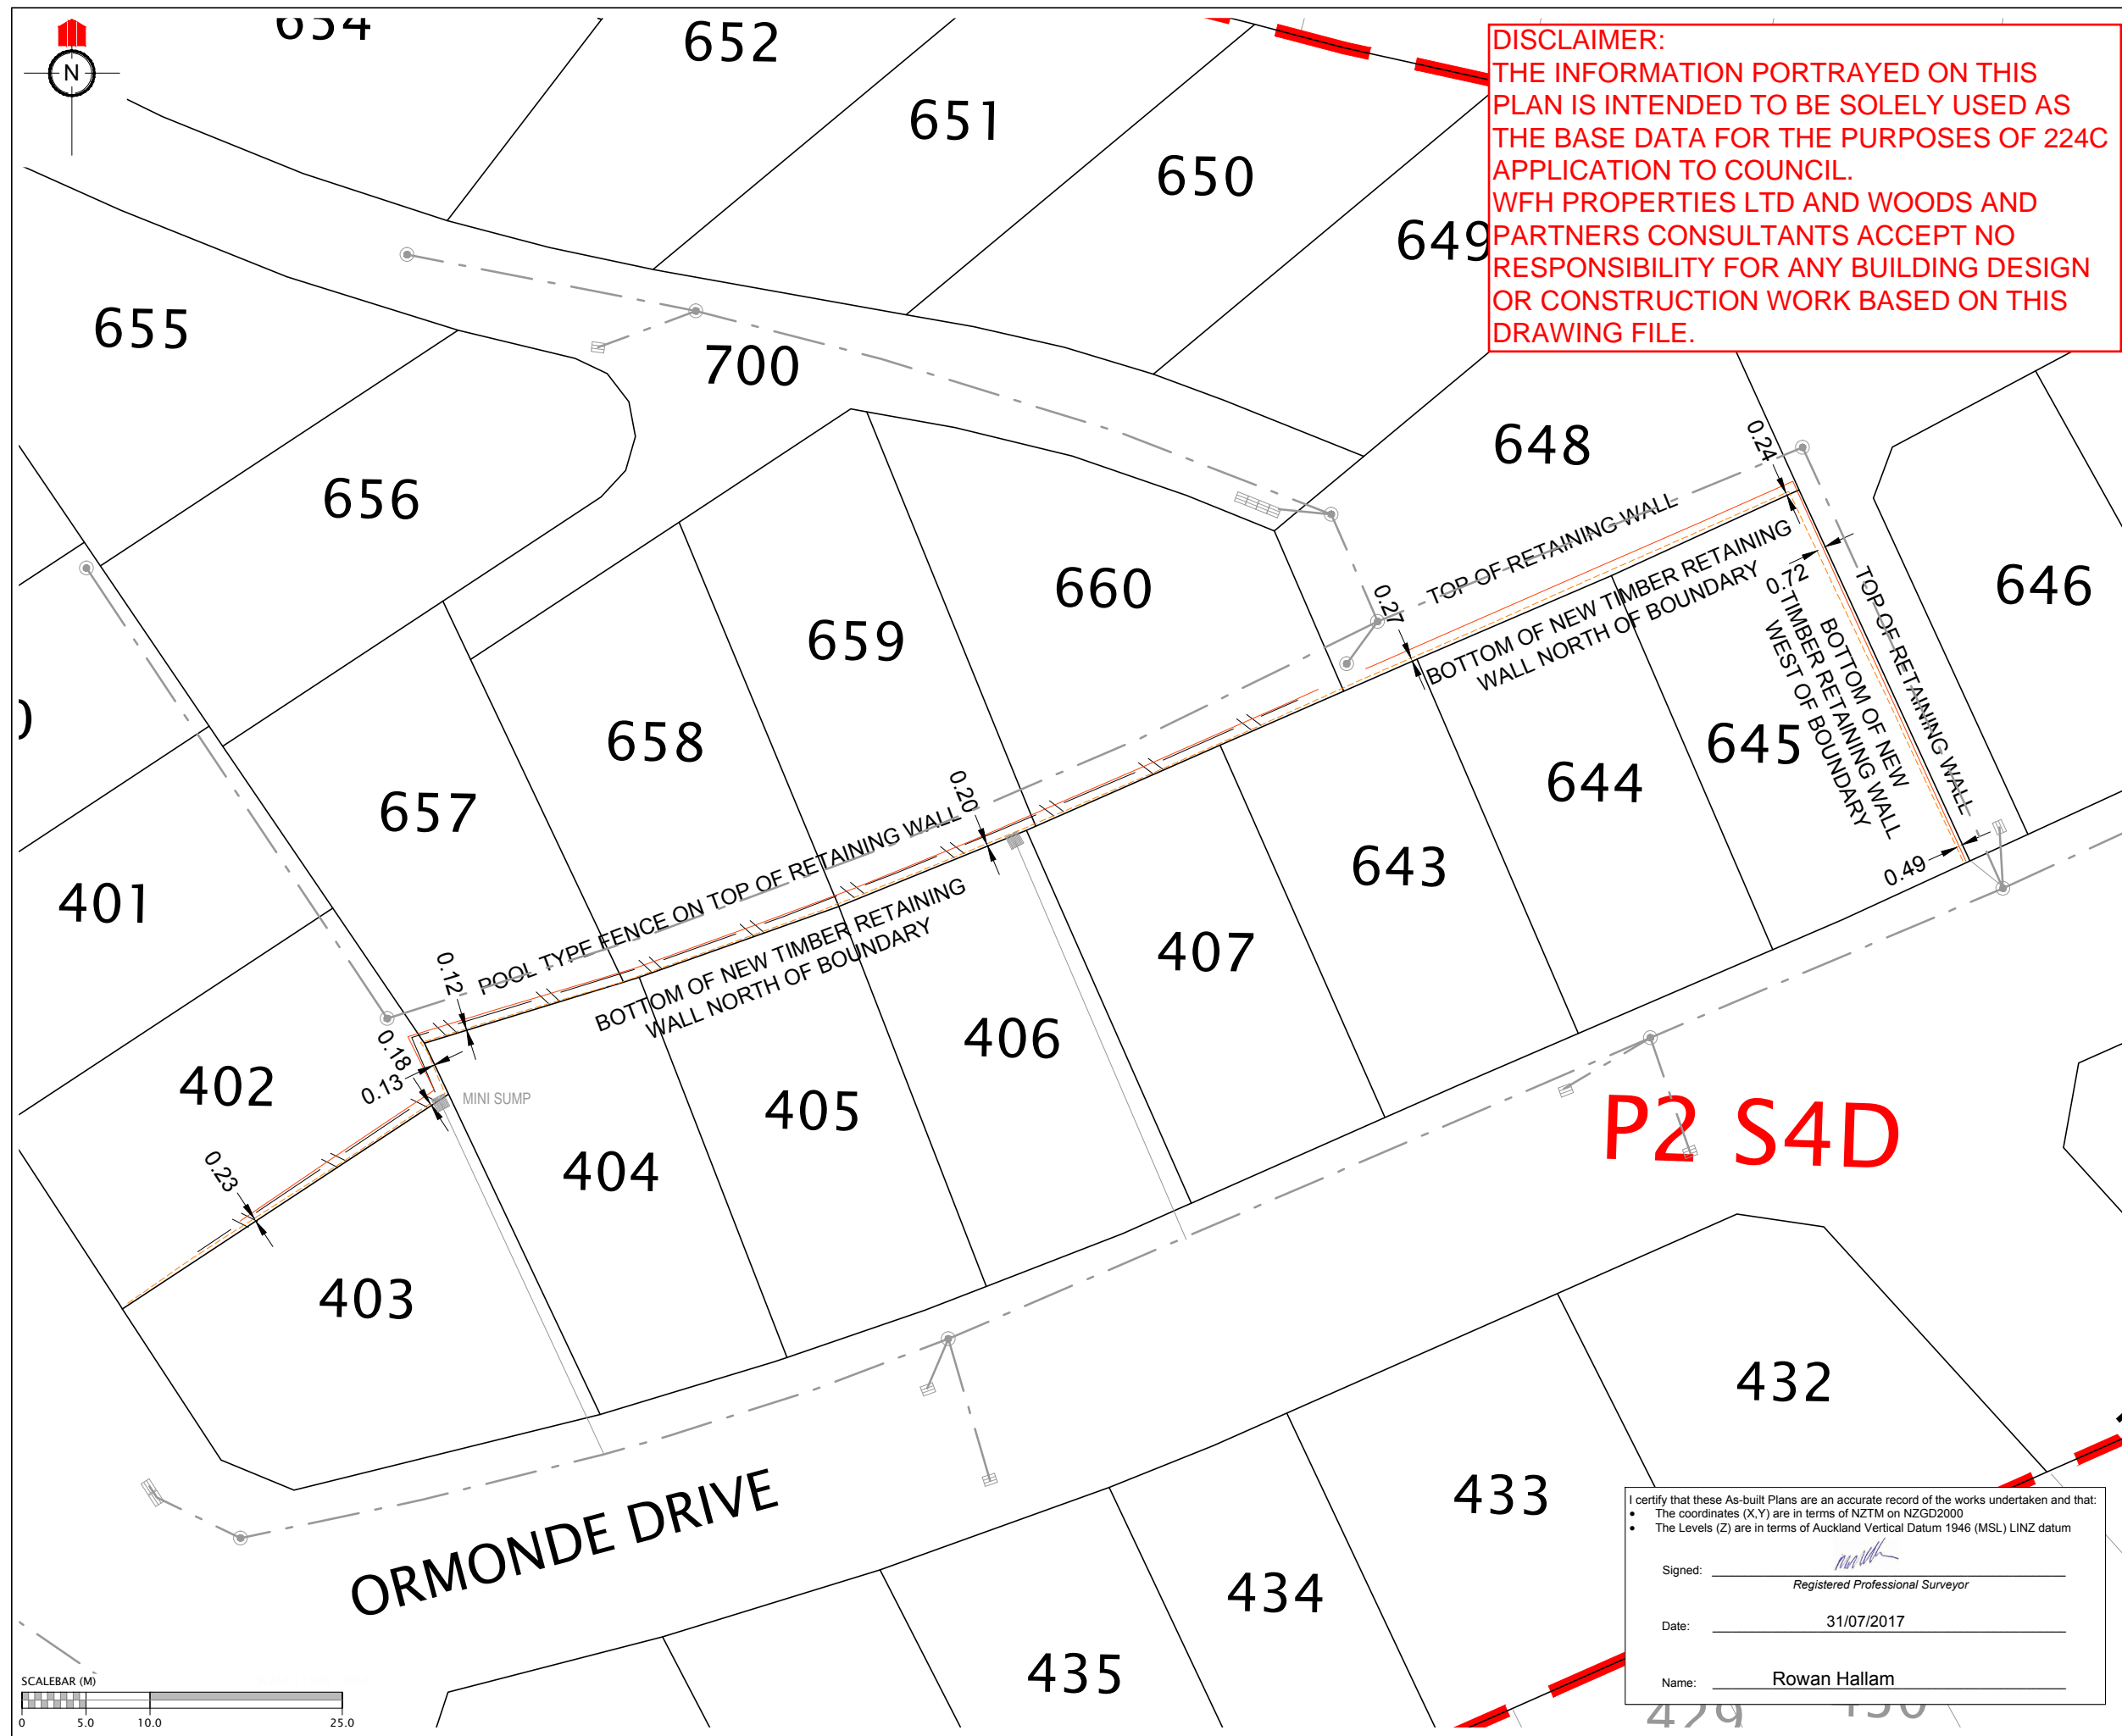 N
654
652
651
650
649
DISCLAIMER:
THE INFORMATION PORTRAYED ON THIS
PLAN IS INTENDED TO BE SOLELY USED AS
THE BASE DATA FOR THE PURPOSES OF 224C
APPLICATION TO COUNCIL.
WFH PROPERTIES LTD AND WOODS AND
PARTNERS CONSULTANTS ACCEPT NO
RESPONSIBILITY FOR ANY BUILDING DESIGN
OR CONSTRUCTION WORK BASED ON THIS
DRAWING FILE.
655
700
656
648
0.24
646
660
659
658
657
TOP OF RETAINING WALL
0.27
BOTTOM OF NEW TIMBER RETAINING
WALL NORTH OF BOUNDARY
0.72
TOP OF RETAINING WALL
BOTTOM OF NEW
TIMBER RETAINING WALL
WEST OF BOUNDARY
645
644
643
0.49
0.20
POOL TYPE FENCE ON TOP OF RETAINING WALL
0.12
BOTTOM OF NEW TIMBER RETAINING
WALL NORTH OF BOUNDARY
401
402
0.18
0.13
MINI SUMP
0.23
403
404
405
406
407
P2 S4D
432
433
434
435
ORMONDE DRIVE
I certify that these As-built Plans are an accurate record of the works undertaken and that:
• The coordinates (X,Y) are in terms of NZTM on NZGD2000
• The Levels (Z) are in terms of Auckland Vertical Datum 1946 (MSL) LINZ datum
Signed:
Registered Professional Surveyor
Date: 31/07/2017
Name: Rowan Hallam
429
430
SCALEBAR (M)
0 5.0 10.0 25.0